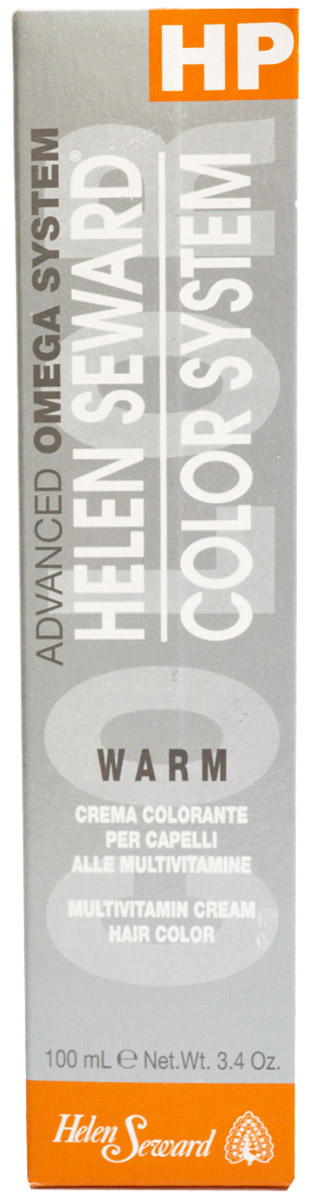 HP
ADVANCED OMEGA SYSTEM
HELEN SEWARD®
COLOR SYSTEM
COLOR
WARM
CREMA COLORANTE
PER CAPELLI
ALLE MULTIVITAMINE
MULTIVITAMIN CREAM
HAIR COLOR
100 mL ℮ Net.Wt. 3.4 Oz.
Helen Seward